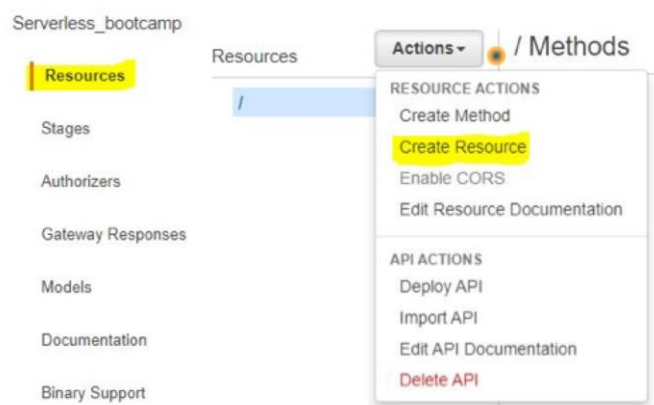 Serverless_bootcamp
Resources
Stages
Authorizers
Gateway Responses
Models
Documentation
Binary Support
Resources
/
Actions
/ Methods
RESOURCE ACTIONS
Create Method
Create Resource
Enable CORS
Edit Resource Documentation
API ACTIONS
Deploy API
Import API
Edit API Documentation
Delete API